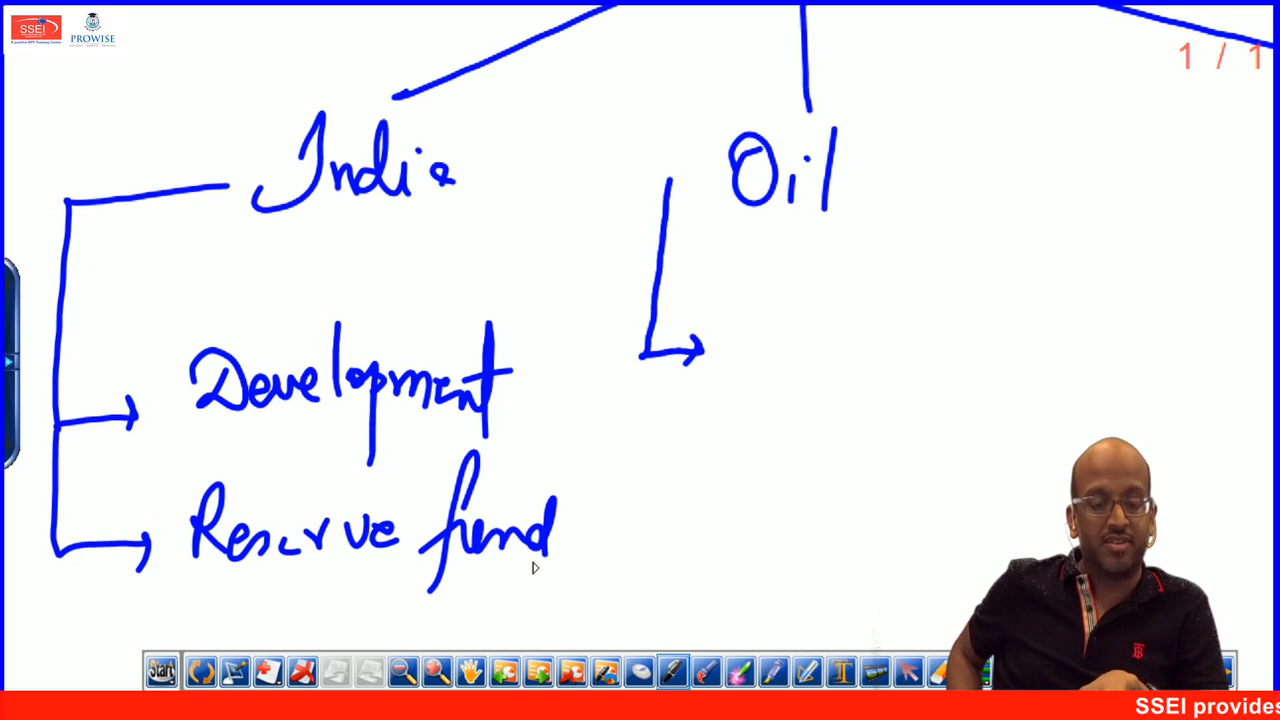 SSEI
PROWISE
1 / 1
India
Oil
Development
Reserve fund
Start
SSEI provides